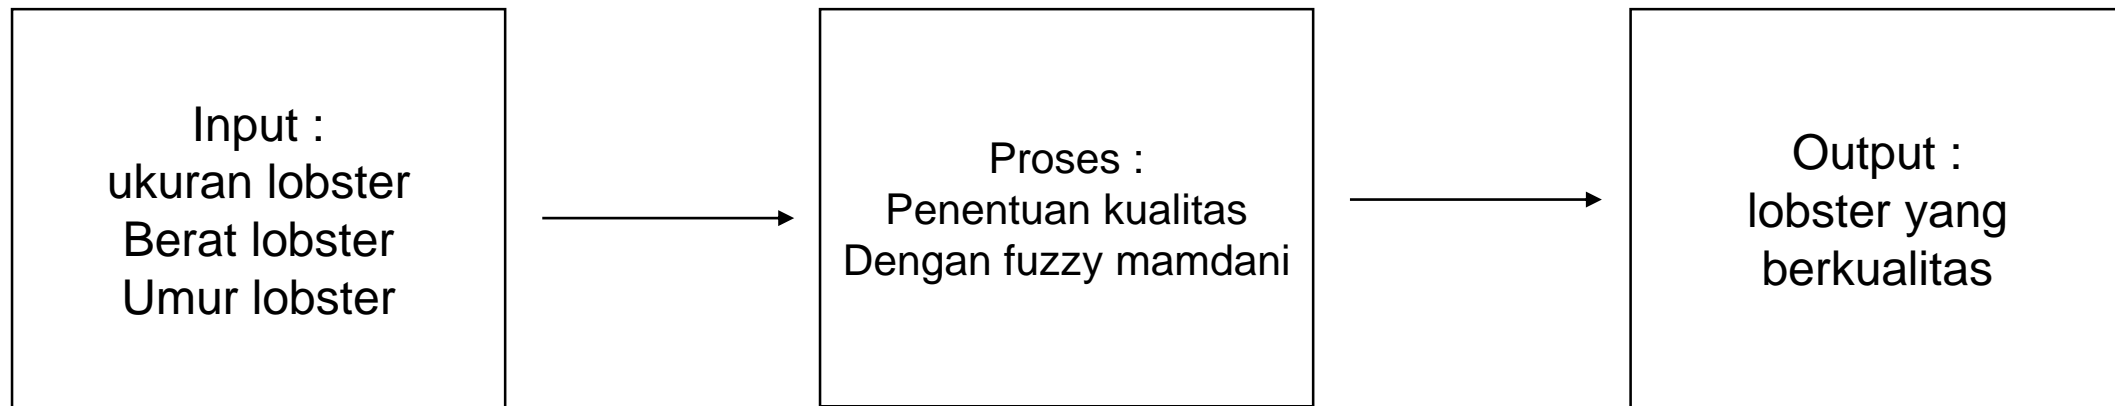 Input :
ukuran lobster
Berat lobster
Umur lobster
Proses :
Penentuan kualitas
Dengan fuzzy mamdani
Output :
lobster yang
berkualitas